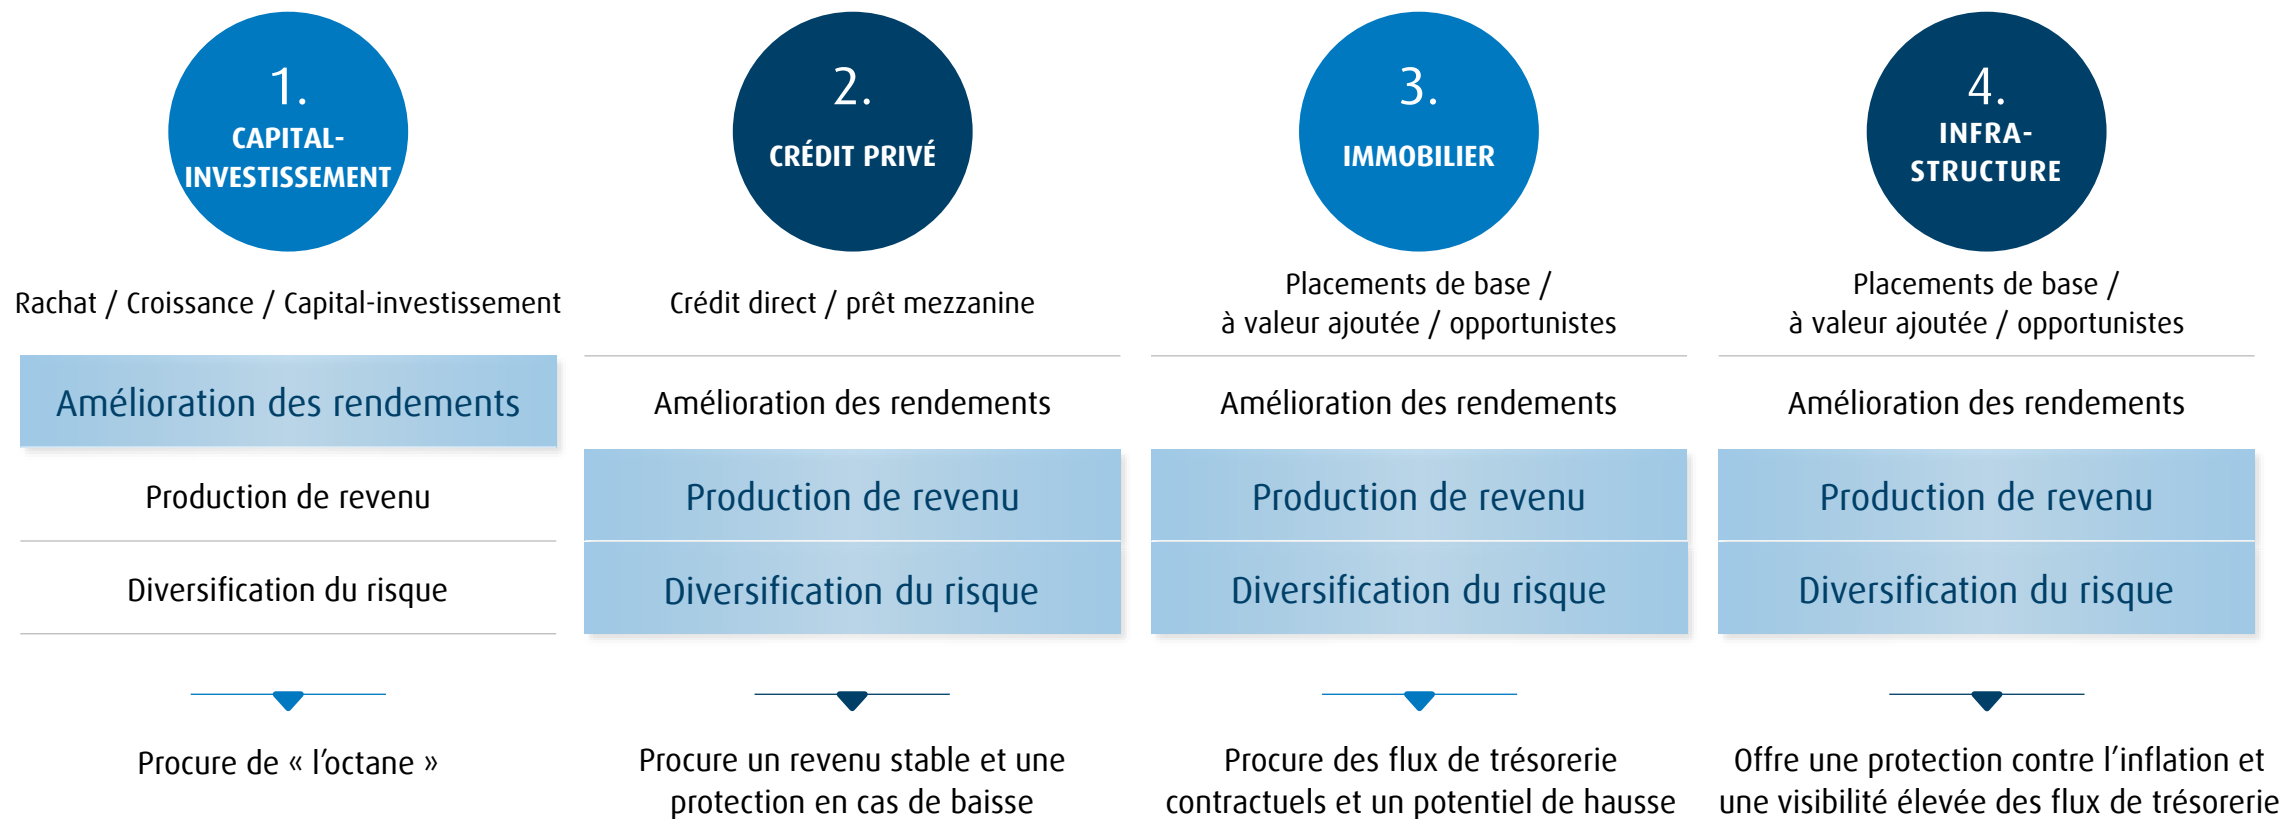 1.
CAPITAL-
INVESTISSEMENT
Rachat / Croissance / Capital-investissement
Amélioration des rendements
Production de revenu
Diversification du risque
Procure de « l’octane »
2.
CRÉDIT PRIVÉ
Crédit direct / prêt mezzanine
Amélioration des rendements
Production de revenu
Diversification du risque
Procure un revenu stable et une
protection en cas de baisse
3.
IMMOBILIER
Placements de base /
à valeur ajoutée / opportunistes
Amélioration des rendements
Production de revenu
Diversification du risque
Procure des flux de trésorerie
contractuels et un potentiel de hausse
4.
INFRA-
STRUCTURE
Placements de base /
à valeur ajoutée / opportunistes
Amélioration des rendements
Production de revenu
Diversification du risque
Offre une protection contre l’inflation et
une visibilité élevée des flux de trésorerie